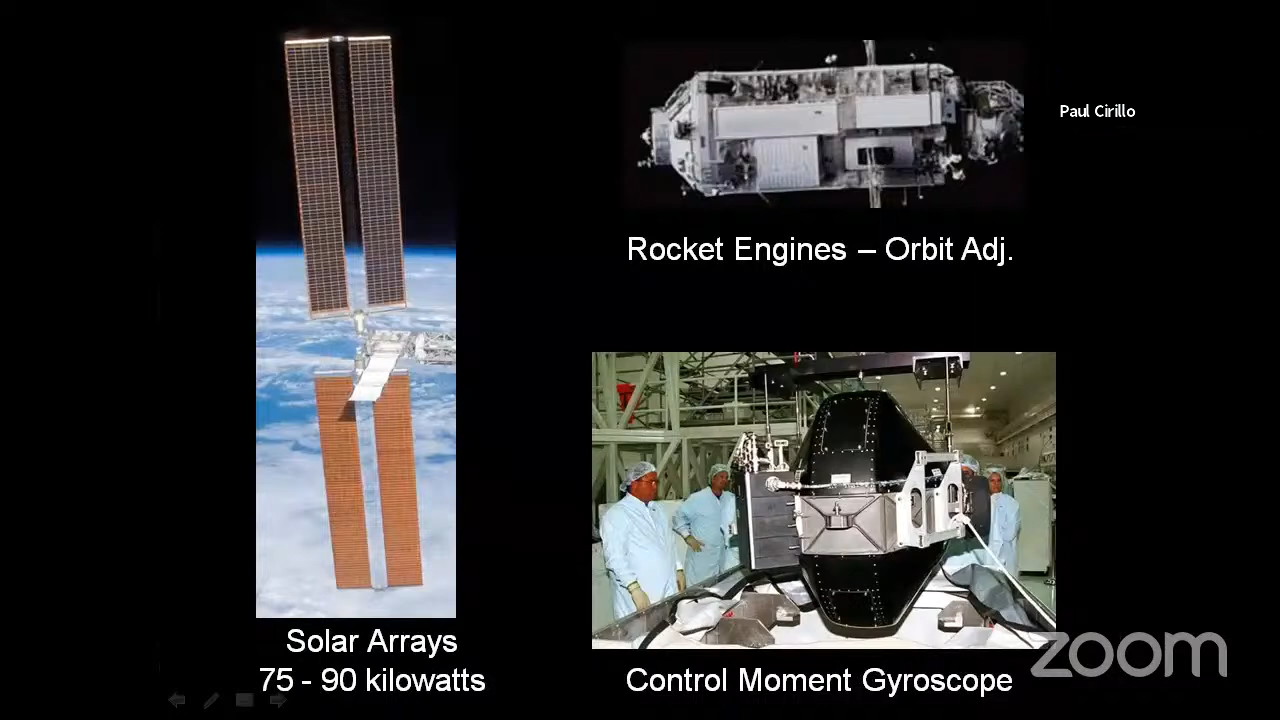 Paul Cirillo
Rocket Engines – Orbit Adj.
Solar Arrays
75 - 90 kilowatts
Control Moment Gyroscope
zoom